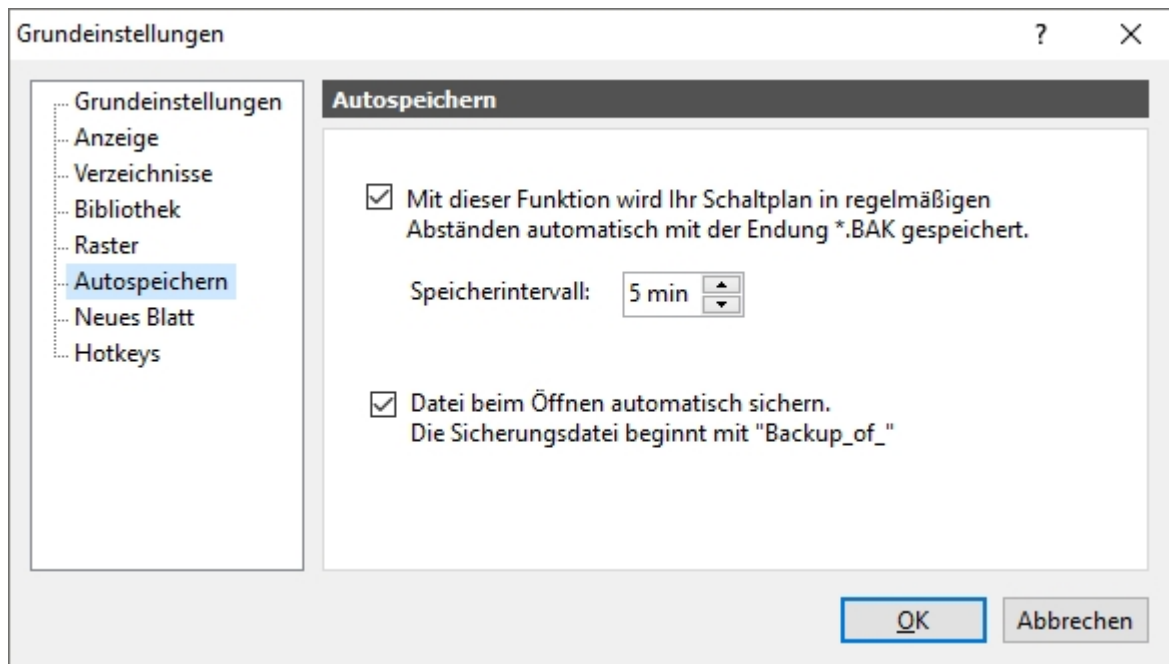 Grundeinstellungen
?
Grundeinstellungen
Anzeige
Verzeichnisse
Bibliothek
Raster
Autospeichern
Neues Blatt
Hotkeys
Autospeichern
Mit dieser Funktion wird Ihr Schaltplan in regelmäßigen
Abständen automatisch mit der Endung *.BAK gespeichert.
Speicherintervall: 5 min
Datei beim Öffnen automatisch sichern.
Die Sicherungsdatei beginnt mit "Backup_of_"
OK Abbrechen